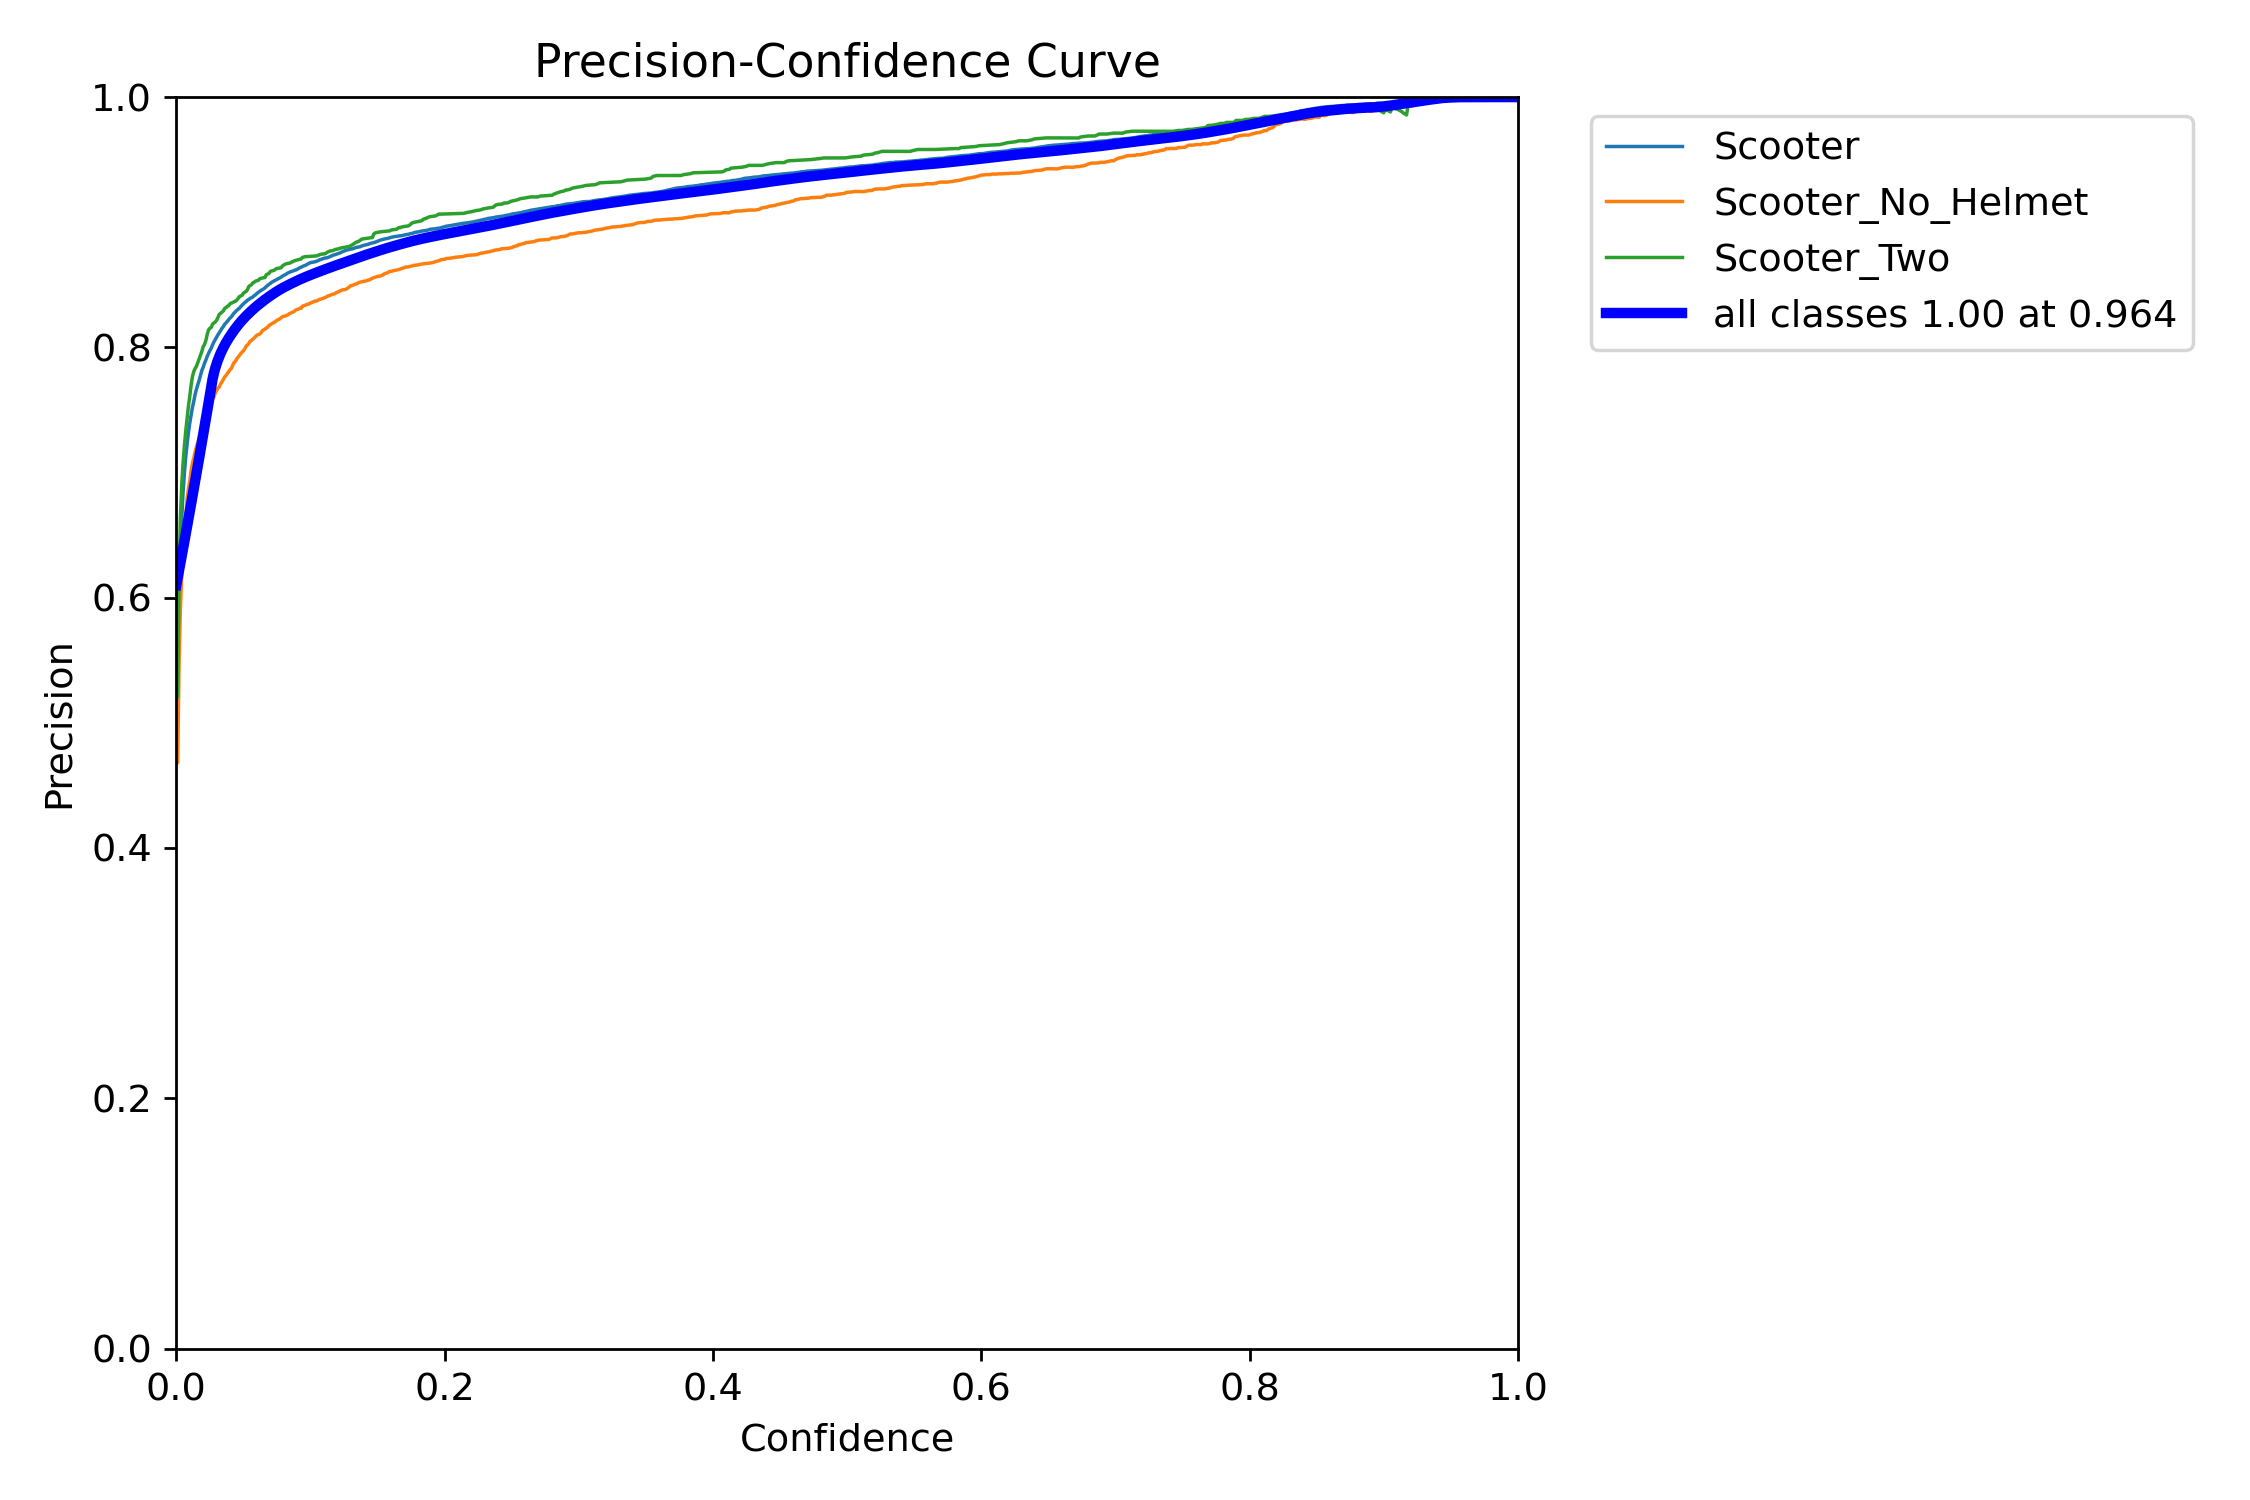 Precision-Confidence Curve
1.0
0.8
0.6
0.4
0.2
0.0
Precision
0.0 0.2 0.4 0.6 0.8 1.0
Confidence
Scooter
Scooter_No_Helmet
Scooter_Two
all classes 1.00 at 0.964